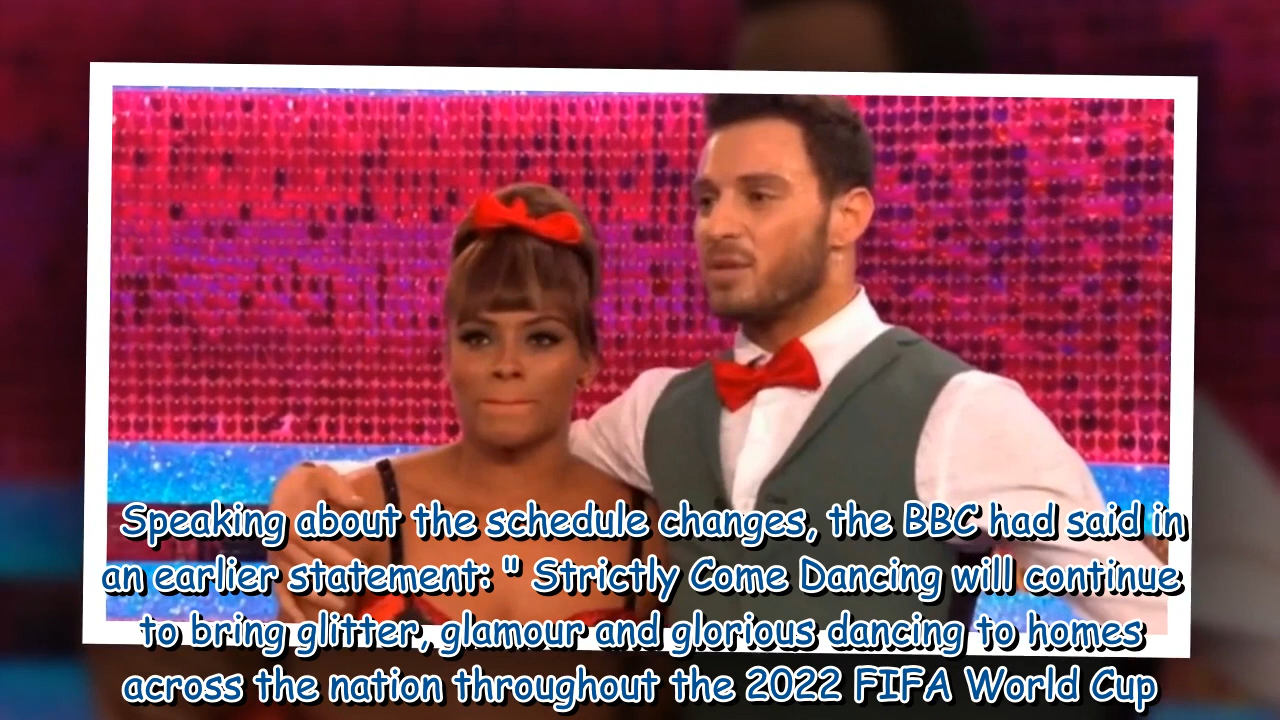 Speaking about the schedule changes, the BBC had said in
an earlier statement: " Strictly Come Dancing will continue
to bring glitter, glamour and glorious dancing to homes
across the nation throughout the 2022 FIFA World Cup